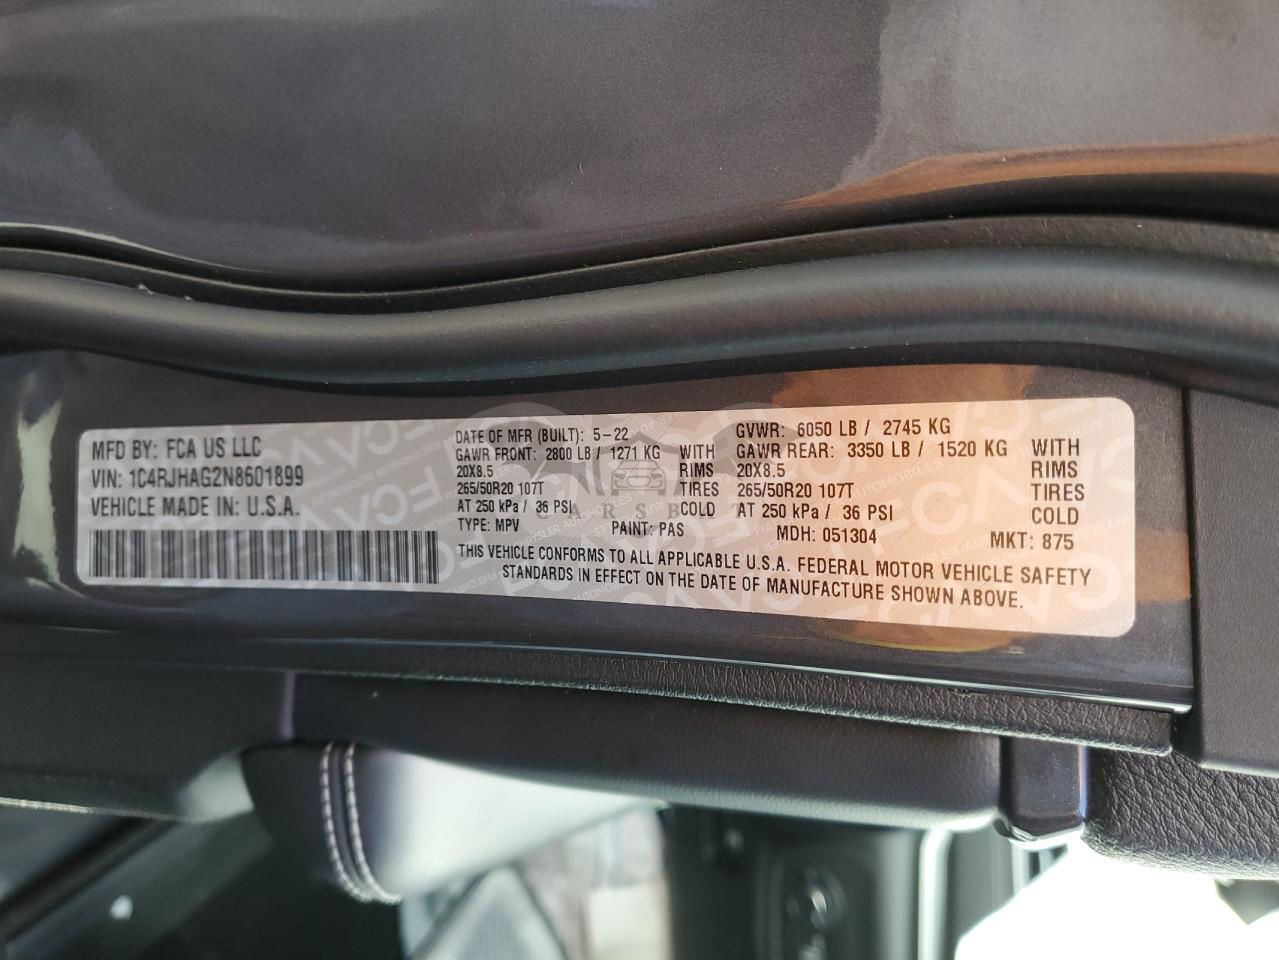 MFD BY: FCA US LLC
VIN: 1C4RJHAG2N8601899
VEHICLE MADE IN: U.S.A.
DATE OF MFR (BUILT): 5-22
GAWR FRONT: 2800 LB / 1271 KG WITH
20X8.5 RIMS
265/50R20 107T TIRES
AT 250 kPa / 36 PSI COLD
GVWR: 6050 LB / 2745 KG
GAWR REAR: 3350 LB / 1520 KG WITH
20X8.5 RIMS
265/50R20 107T TIRES
AT 250 kPa / 36 PSI COLD
TYPE: MPV PAINT: PAS MDH: 051304 MKT: 875
THIS VEHICLE CONFORMS TO ALL APPLICABLE U.S.A. FEDERAL MOTOR VEHICLE SAFETY
STANDARDS IN EFFECT ON THE DATE OF MANUFACTURE SHOWN ABOVE.